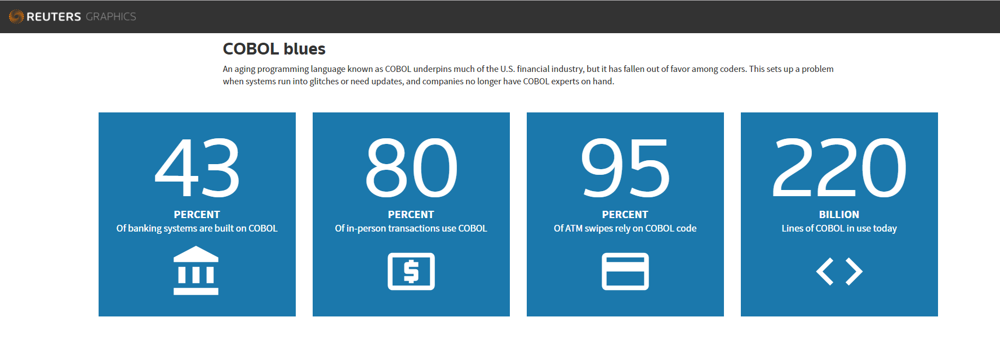 REUTERS GRAPHICS
COBOL blues
An aging programming language known as COBOL underpins much of the U.S. financial industry, but it has fallen out of favor among coders. This sets up a problem
when systems run into glitches or need updates, and companies no longer have COBOL experts on hand.
43
PERCENT
Of banking systems are built on COBOL
80
PERCENT
Of in-person transactions use COBOL
$
95
PERCENT
Of ATM swipes rely on COBOL code
220
BILLION
Lines of COBOL in use today